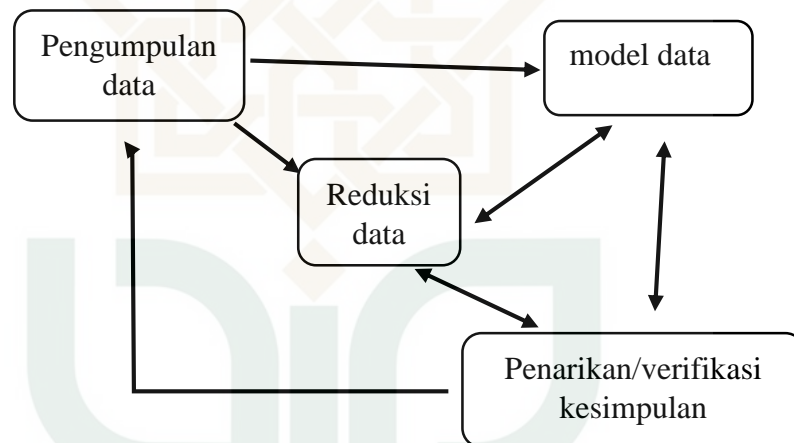 Pengumpulan
data
model data
Reduksi
data
Penarikan/verifikasi
kesimpulan